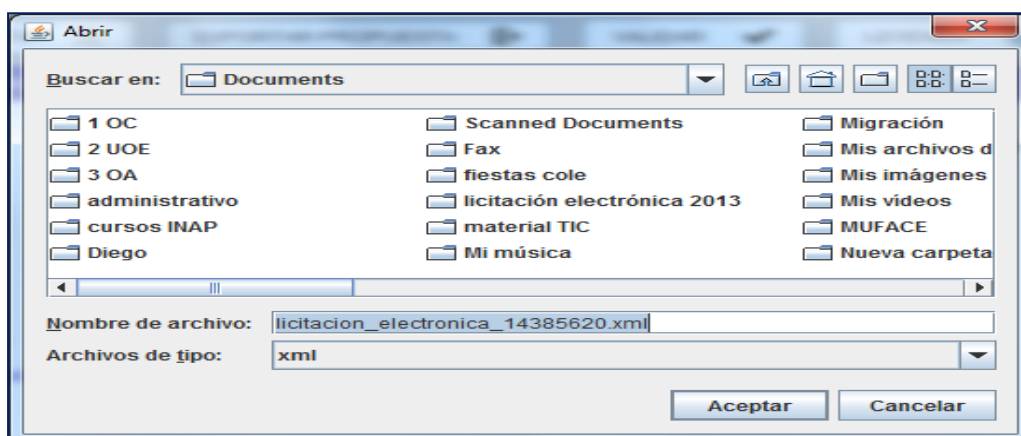 Abrir
Buscar en: Documents
1 OC
2 UOE
3 OA
administrativo
cursos INAP
Diego
Scanned Documents
Fax
fiestas cole
licitación electrónica 2013
material TIC
Mi música
Migración
Mis archivos d
Mis imágenes
Mis vídeos
MUFACE
Nueva carpeta
Nombre de archivo: licitacion_electronica_14385620.xml
Archivos de tipo: xml
Aceptar Cancelar